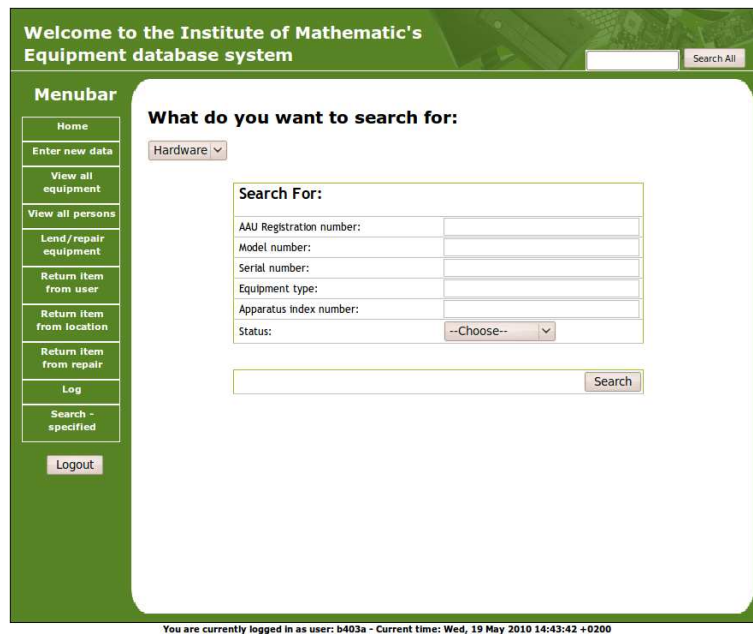 Welcome to the Institute of Mathematic's
Equipment database system
Search All
Menubar
Home
Enter new data
View all
equipment
View all persons
Lend/repair
equipment
Return item
from user
Return item
from location
Return item
from repair
Log
Search -
specified
Logout
What do you want to search for:
Hardware
Search For:
AAU Registration number:
Model number:
Serial number:
Equipment type:
Apparatus index number:
Status: --Choose--
Search
You are currently logged in as user: b403a - Current time: Wed, 19 May 2010 14:43:42 +0200